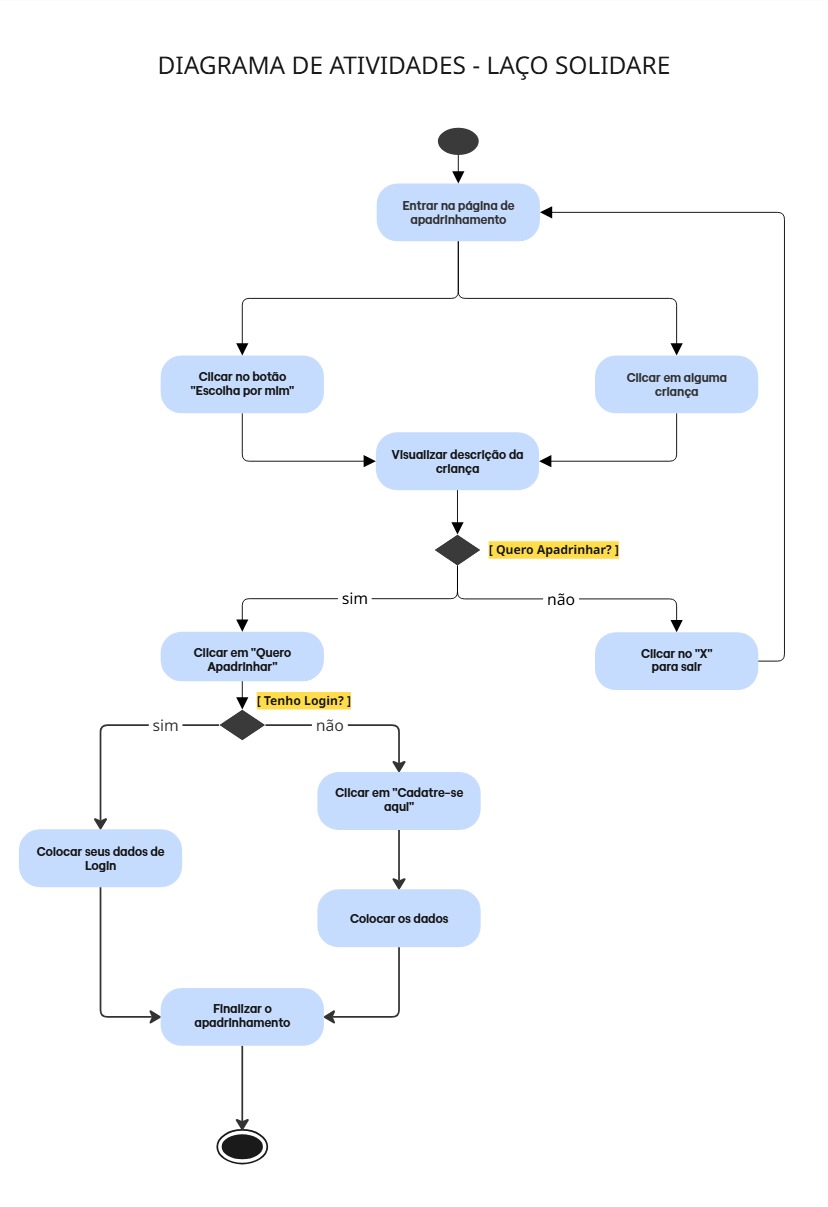 DIAGRAMA DE ATIVIDADES - LAÇO SOLIDARE
Entrar na página de
apadrinhamento
Clicar no botão
"Escolha por mim"
Clicar em alguma
criança
Visualizar descrição da
criança
[ Quero Apadrinhar? ]
sim
não
Clicar em "Quero
Apadrinhar"
Clicar no "X"
para sair
[ Tenho Login? ]
sim
não
Clicar em "Cadatre-se
aqui"
Colocar seus dados de
Login
Colocar os dados
Finalizar o
apadrinhamento